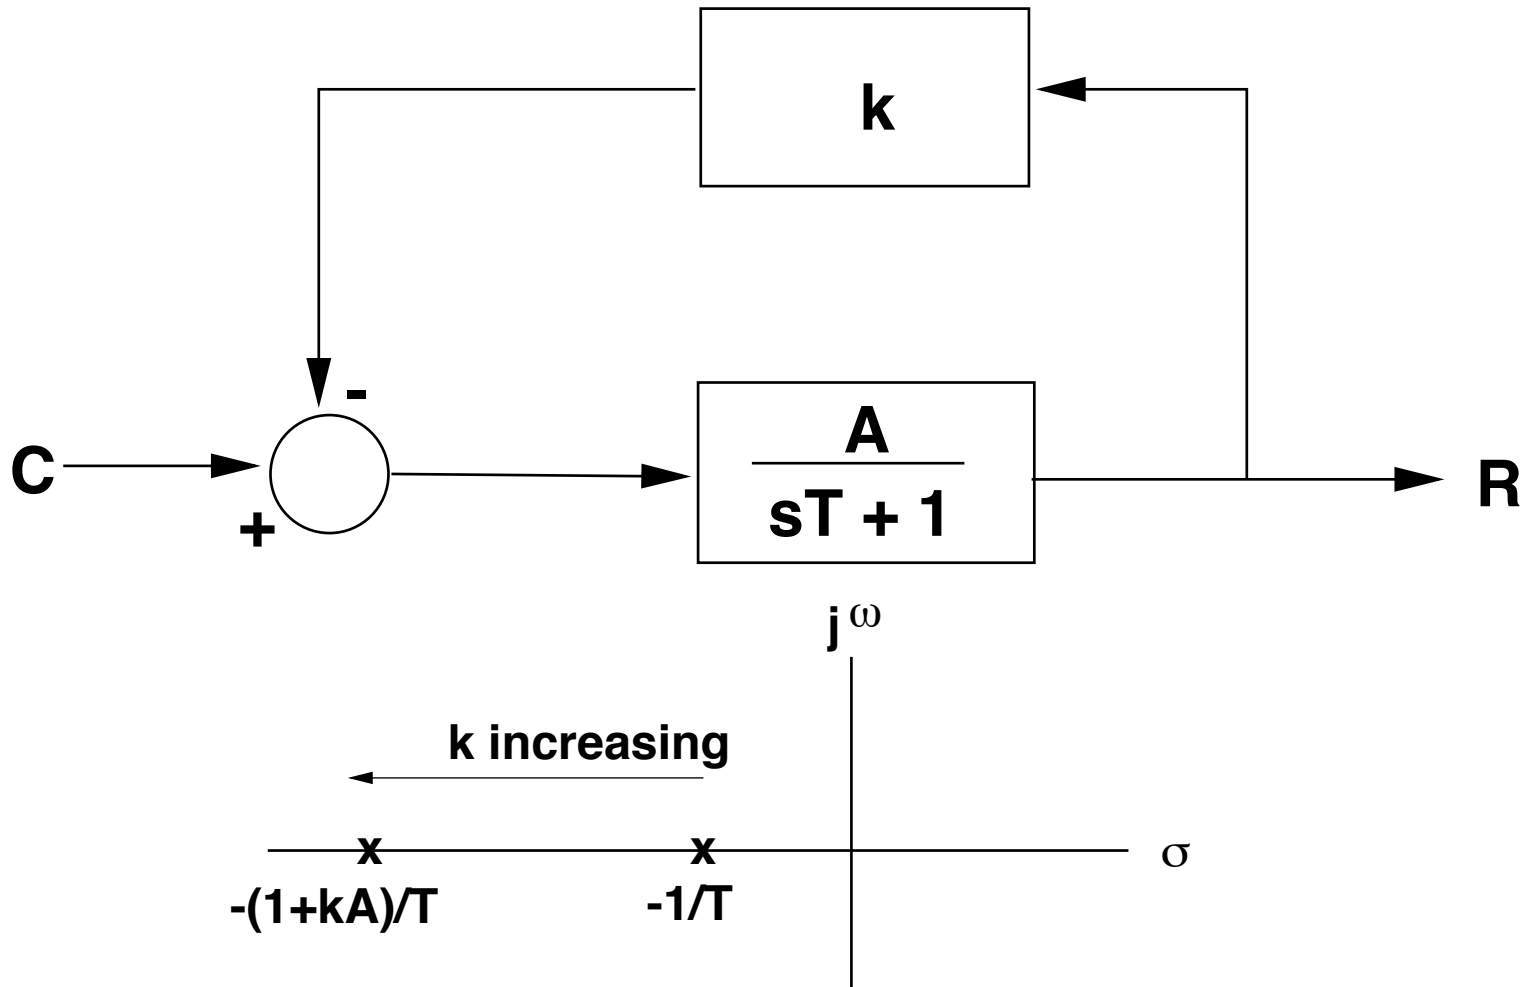 k
-
C
+
A
sT + 1
R
jω
k increasing
x x
σ
-(1+kA)/T
-1/T